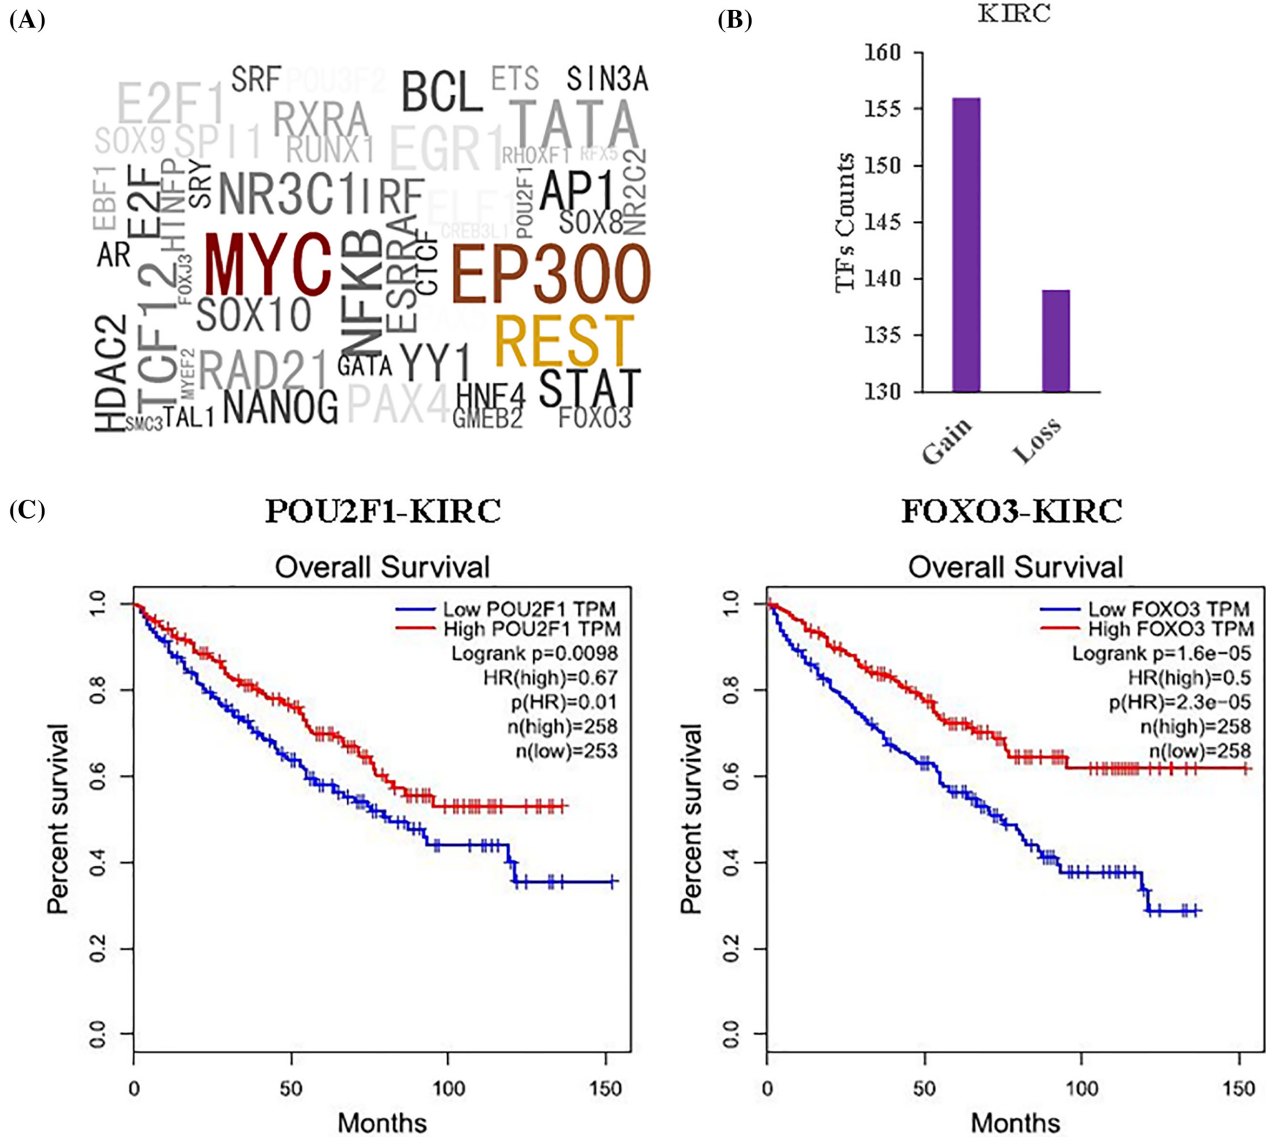 (A)
SRF POU3F2 BCL ETS SIN3A
E2F1 RXRA TATA
SOX9 SPI1 RUNX1 EGR1 RHOXF1 RFX5
EBF1 E2F HINFP SRY NR3C1 IRF ELF1 POU2F1 AP1 NR2C2
CREB3L1 SOX8
AR FOXJ3 MYC NFKB ESRRA CTCF EP300
SOX10 PAX5 REST
HDAC2 TCF12 MYEF2 RAD21 GATA YY1 STAT
SMC3 TAL1 NANOG PAX4 HNF4
GMEB2 FOXO3
(B)
KIRC
TFs Counts
160
155
150
145
140
135
130
Gain Loss
(C)
POU2F1-KIRC
Overall Survival
Low POU2F1 TPM
High POU2F1 TPM
Logrank p=0.0098
HR(high)=0.67
p(HR)=0.01
n(high)=258
n(low)=253
Percent survival
1.0
0.8
0.6
0.4
0.2
0.0
0 50 100 150
Months
FOXO3-KIRC
Overall Survival
Low FOXO3 TPM
High FOXO3 TPM
Logrank p=1.6e−05
HR(high)=0.5
p(HR)=2.3e−05
n(high)=258
n(low)=258
Percent survival
1.0
0.8
0.6
0.4
0.2
0.0
0 50 100 150
Months